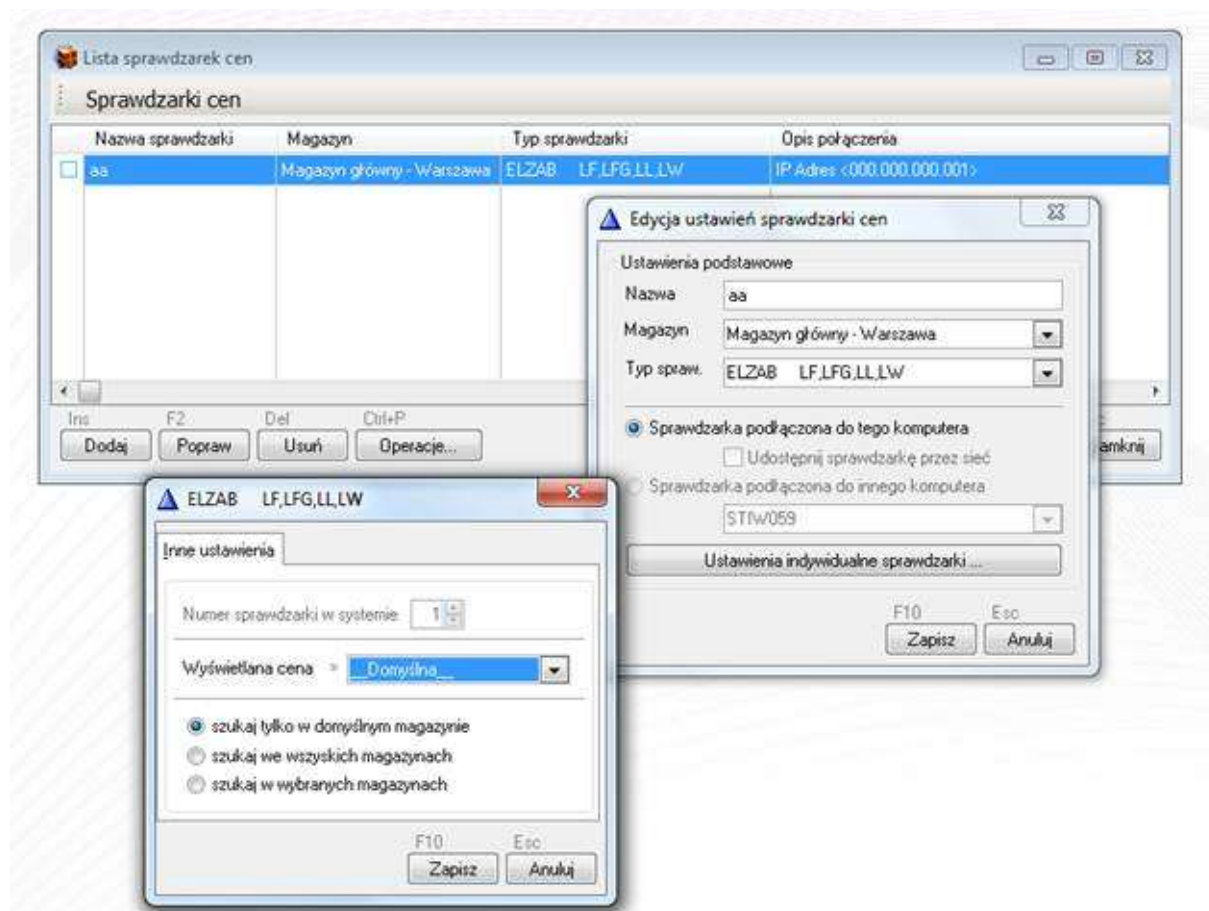 Lista sprawdzarek cen
Sprawdzarki cen
Nazwa sprawdzarki Magazyn Typ sprawdzarki Opis połączenia
aa Magazyn główny - Warszawa ELZAB LF,LFG,LL,LW IP Adres <000.000.000.001>
Ins F2 Del Ctrl+P
Dodaj Popraw Usuń Operacje...
Edycja ustawień sprawdzarki cen
Ustawienia podstawowe
Nazwa aa
Magazyn Magazyn główny - Warszawa
Typ spraw. ELZAB LF,LFG,LL,LW
Sprawdzarka podłączona do tego komputera
Udostępnij sprawdzarkę przez sieć
Sprawdzarka podłączona do innego komputera
STIW059
Ustawienia indywidualne sprawdzarki ...
F10 Esc
Zapisz Anuluj
ELZAB LF,LFG,LL,LW
Inne ustawienia
Numer sprawdzarki w systemie 1
Wyświetlana cena » __Domyślna__
szukaj tylko w domyślnym magazynie
szukaj we wszyskich magazynach
szukaj w wybranych magazynach
F10 Esc
Zapisz Anuluj